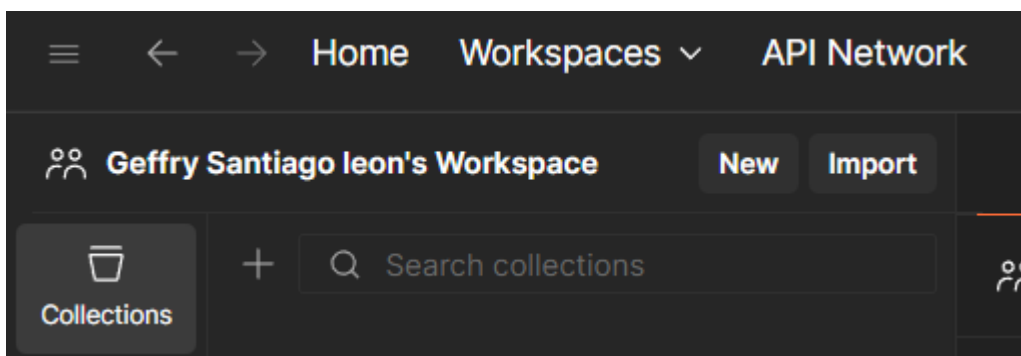 Home Workspaces API Network
Geffry Santiago leon's Workspace New Import
Search collections
Collections